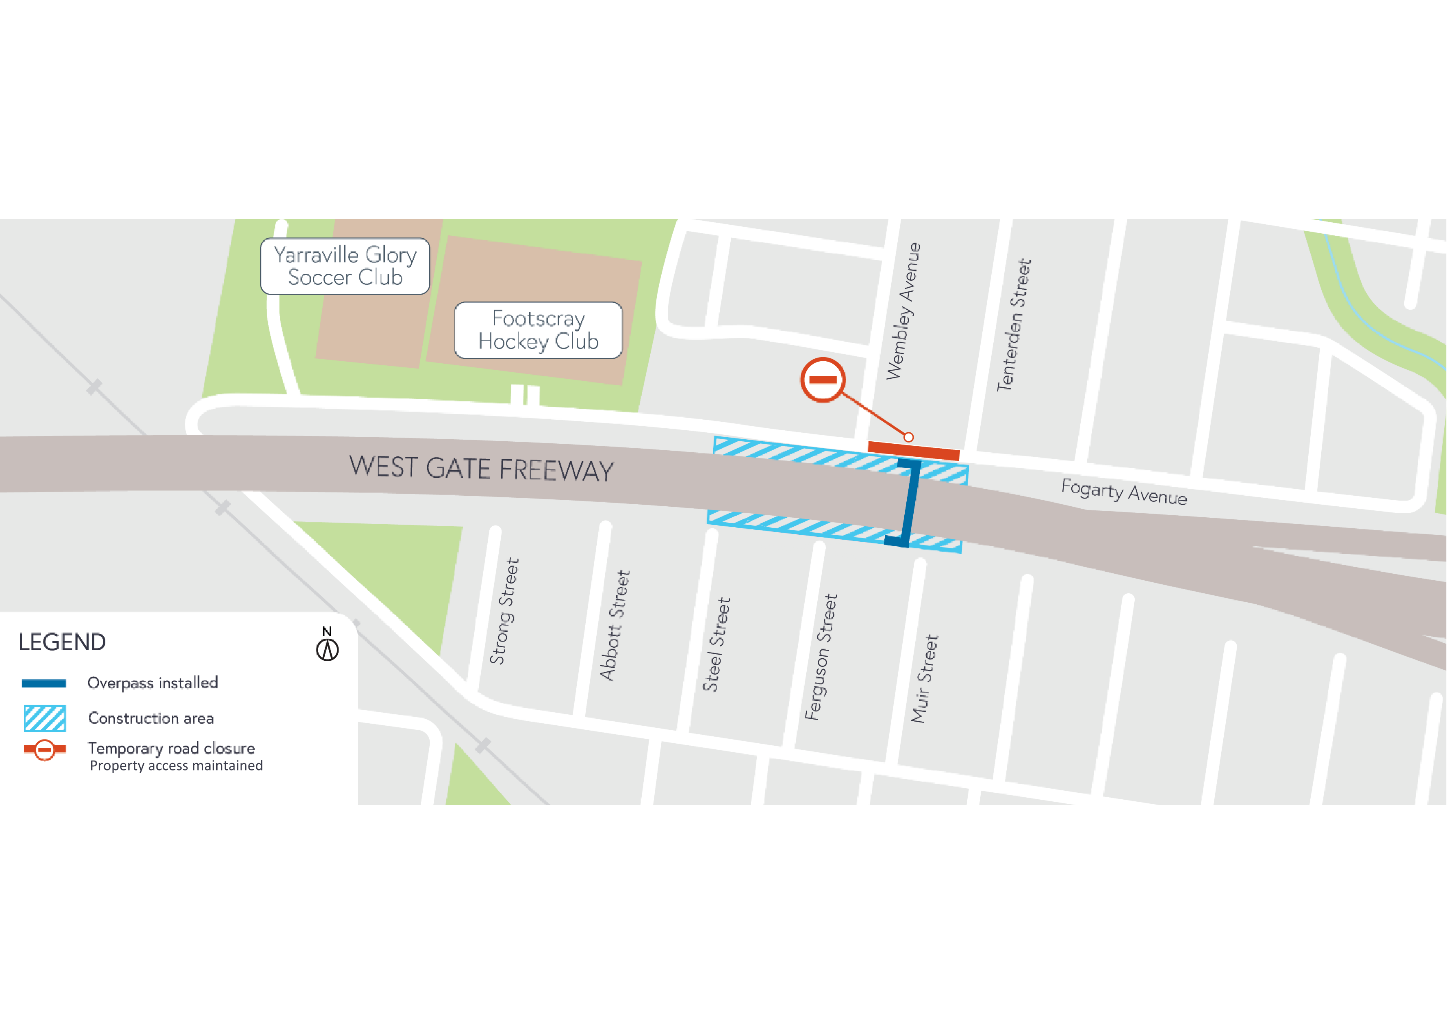 Yarraville Glory
Soccer Club
Footscray
Hockey Club
Wembley Avenue
Tenterden Street
WEST GATE FREEWAY
Fogarty Avenue
Strong Street
Abbott Street
Steel Street
Ferguson Street
Muir Street
LEGEND
N
Overpass installed
Construction area
Temporary road closure
Property access maintained